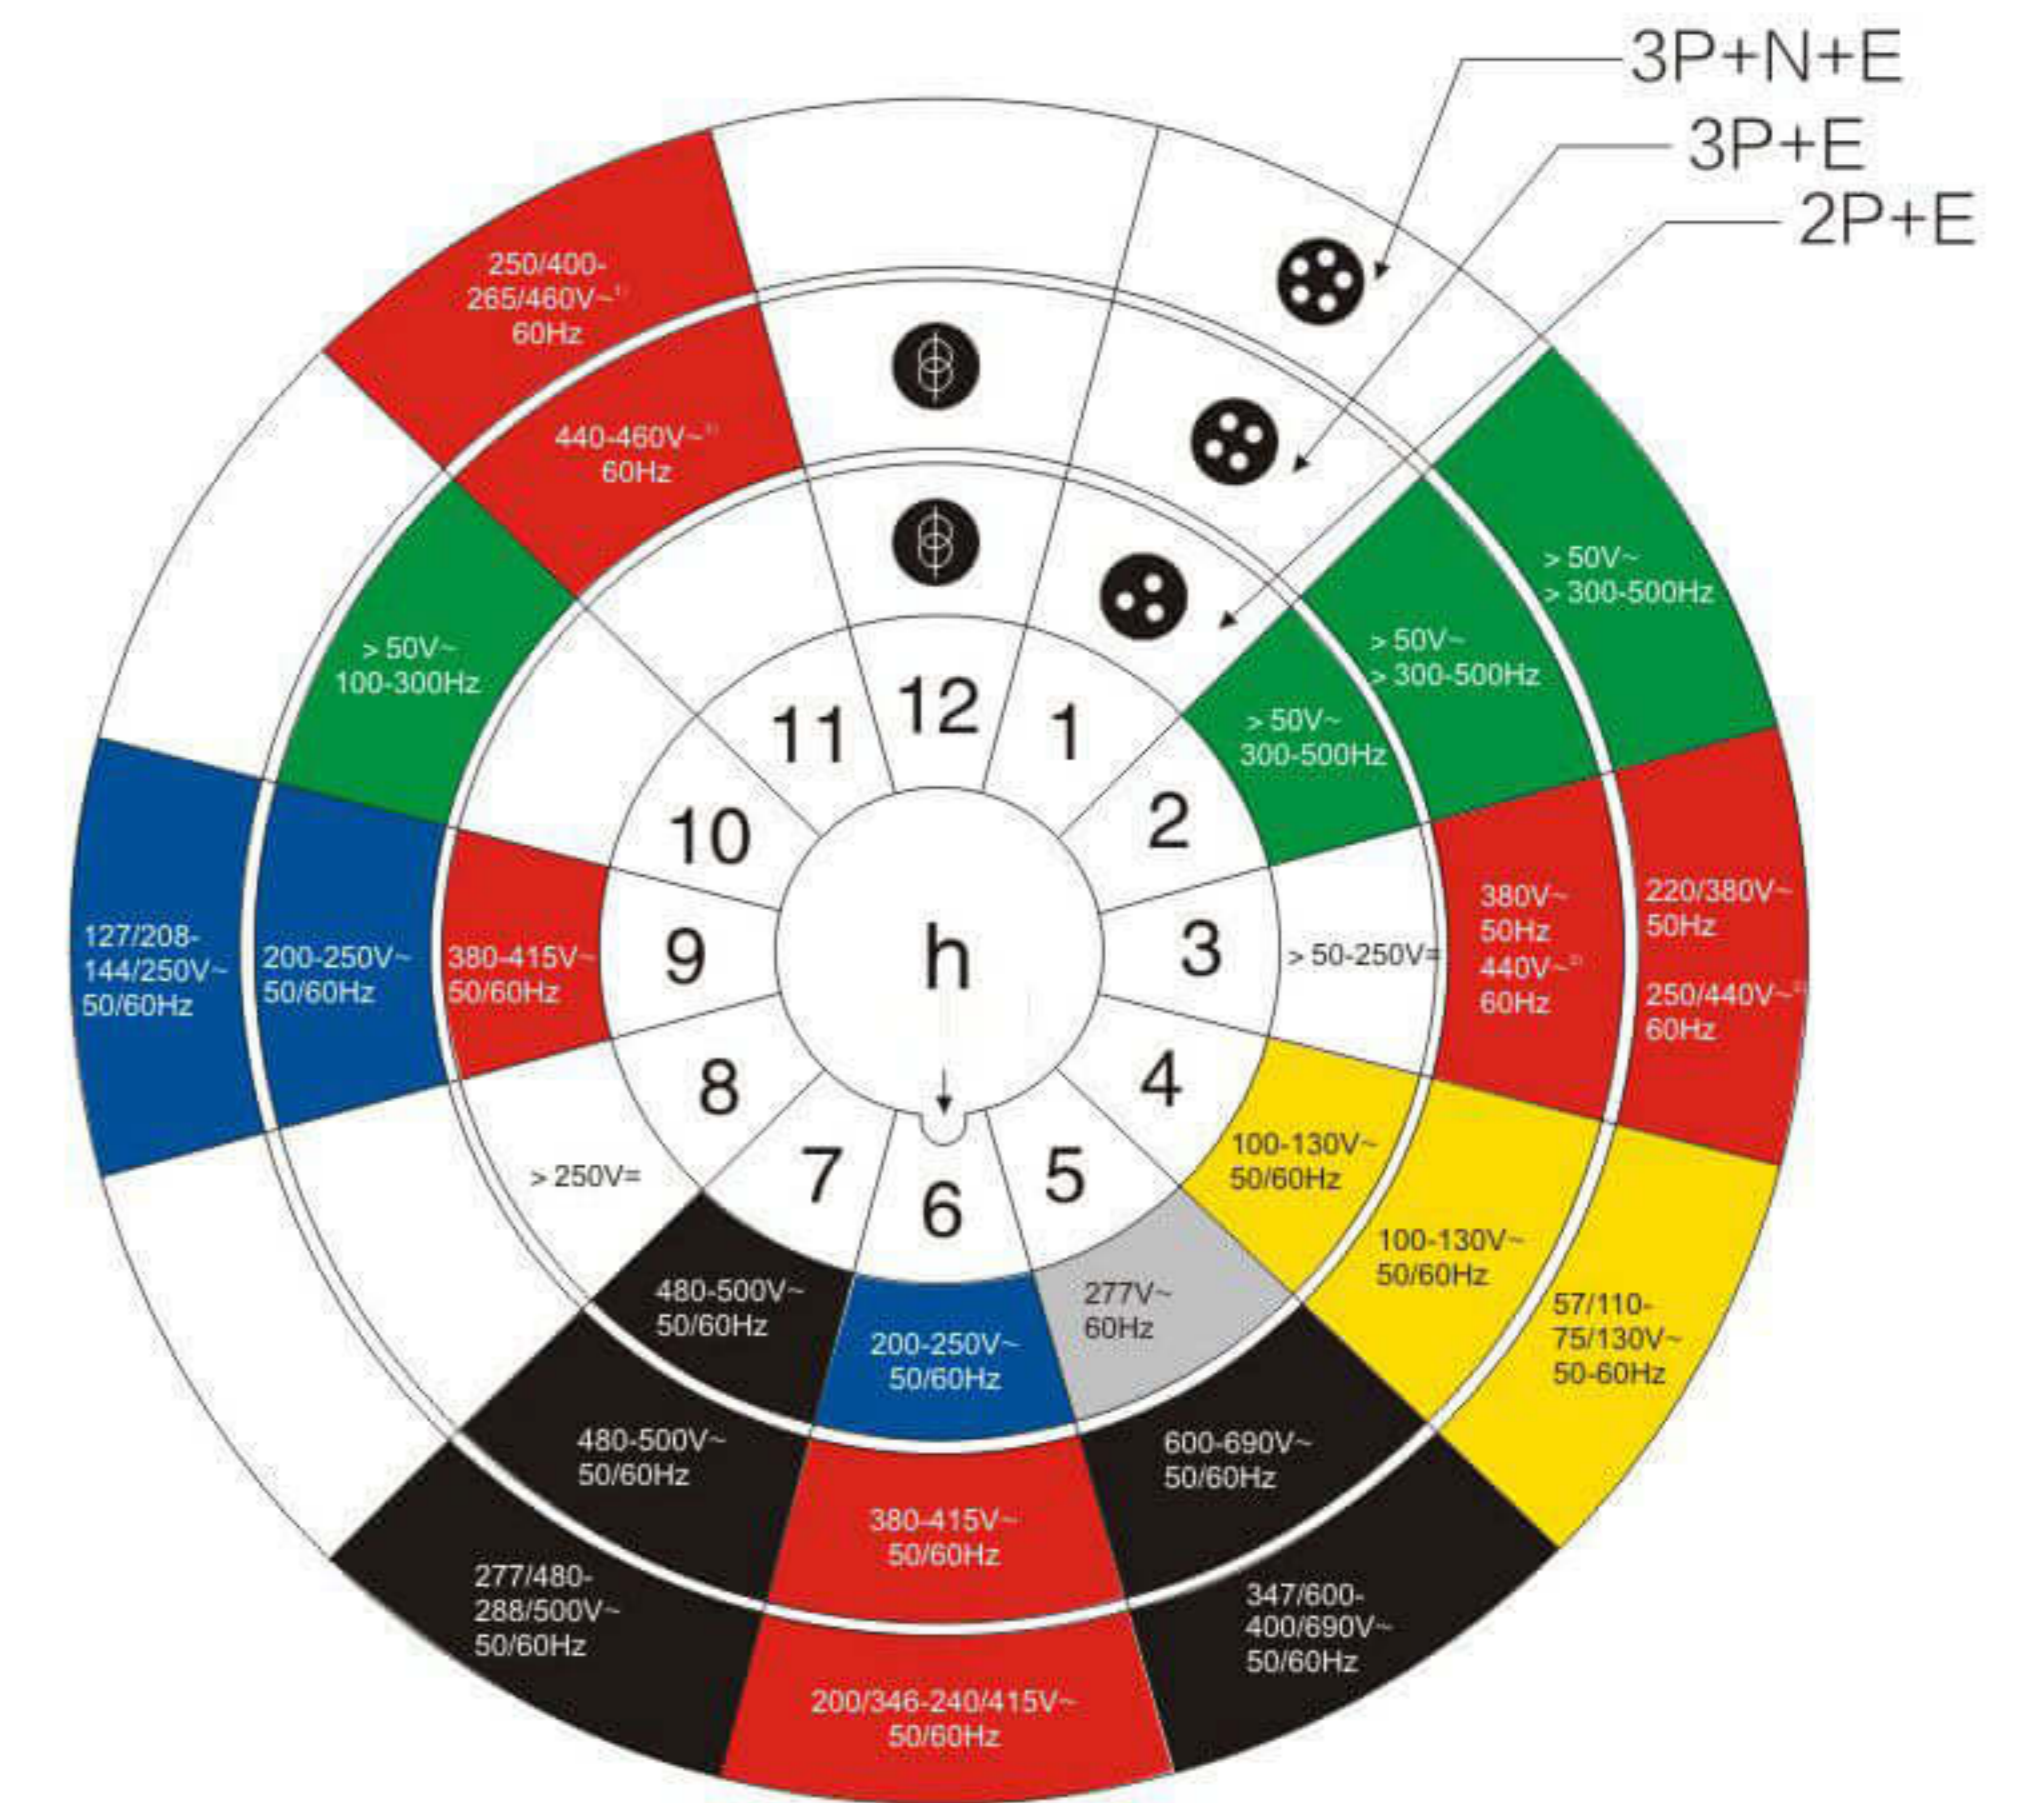 3P+N+E
3P+E
2P+E
250/400-
265/460V~¹⁾
60Hz
440-460V~¹⁾
60Hz
> 50V~
> 300-500Hz
> 50V~
> 300-500Hz
> 50V~
300-500Hz
> 50V~
100-300Hz
11
12
1
10
2
9
h
3
8
4
7
6
5
127/208-
144/250V~
50/60Hz
200-250V~
50/60Hz
380-415V~
50/60Hz
> 50-250V=
380V~
50Hz
440V~²⁾
60Hz
220/380V~
50Hz
250/440V~²⁾
60Hz
> 250V=
100-130V~
50/60Hz
100-130V~
50/60Hz
57/110-
75/130V~
50-60Hz
480-500V~
50/60Hz
200-250V~
50/60Hz
277V~
60Hz
480-500V~
50/60Hz
380-415V~
50/60Hz
600-690V~
50/60Hz
277/480-
288/500V~
50/60Hz
200/346-240/415V~
50/60Hz
347/600-
400/690V~
50/60Hz